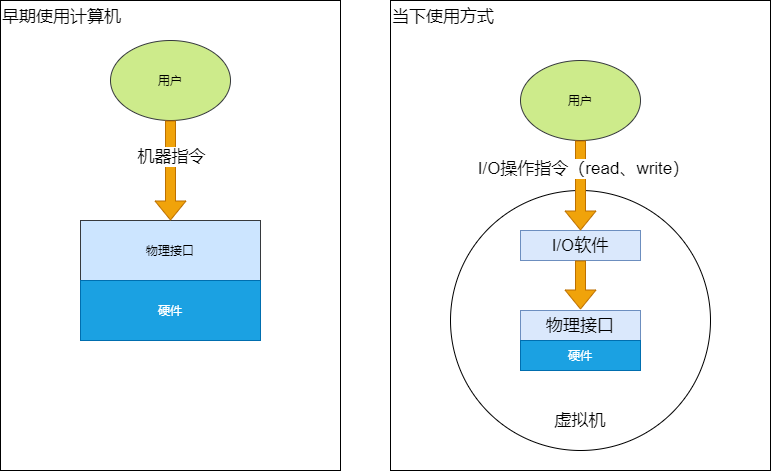 早期使用计算机
用户
机器指令
物理接口
硬件
当下使用方式
用户
I/O操作指令（read、write）
I/O软件
物理接口
硬件
虚拟机